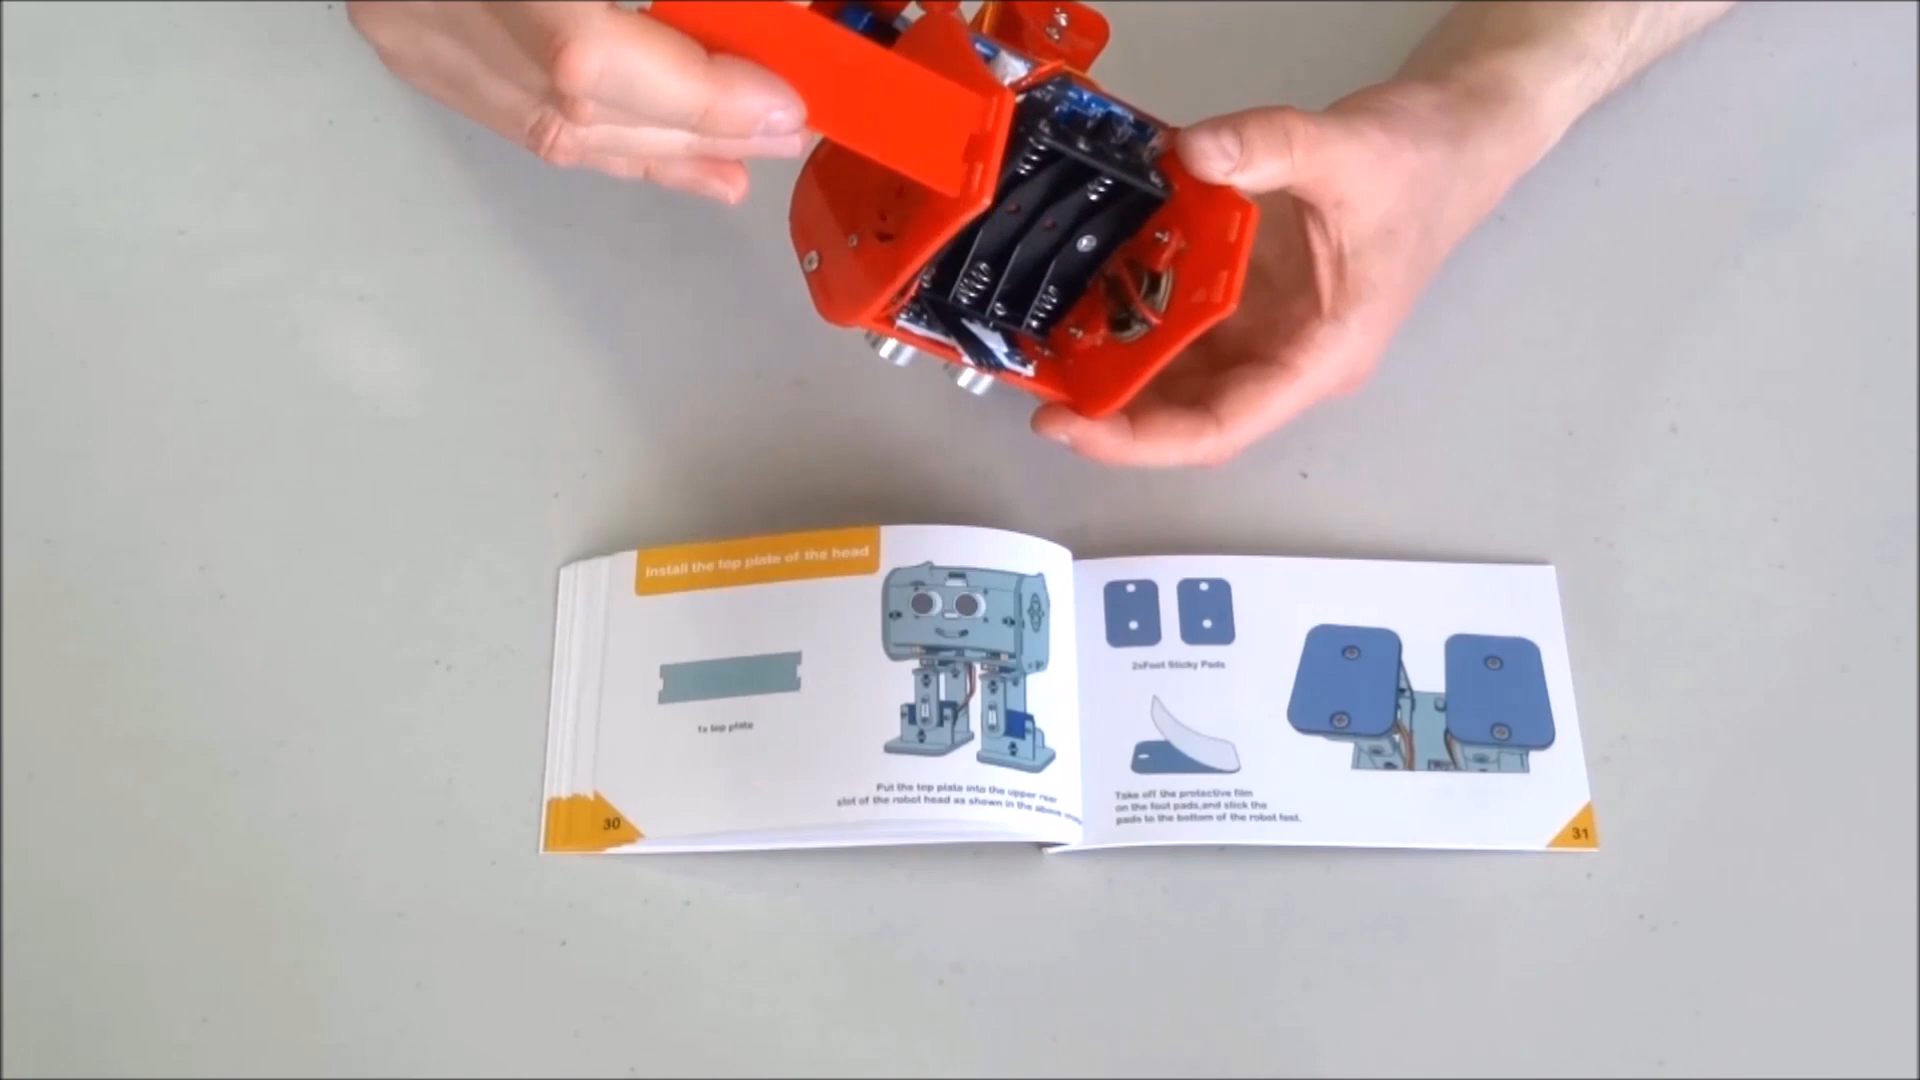 Install the top plate of the head
1x top plate
Put the top plate into the upper rear
slot of the robot head as shown in the above
30
2xFoot Sticky Pads
Take off the protective film
on the foot pads,and stick the
pads to the bottom of the robot feet.
31